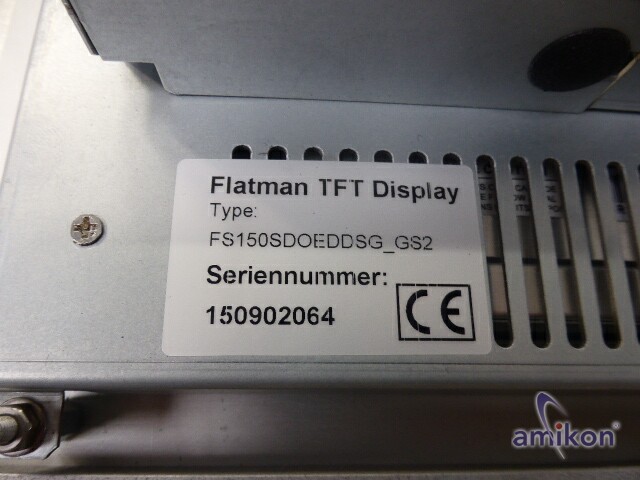 Flatman TFT Display
Type:
FS150SDOEDDSG_GS2
Seriennummer:
150902064
CE
amikon